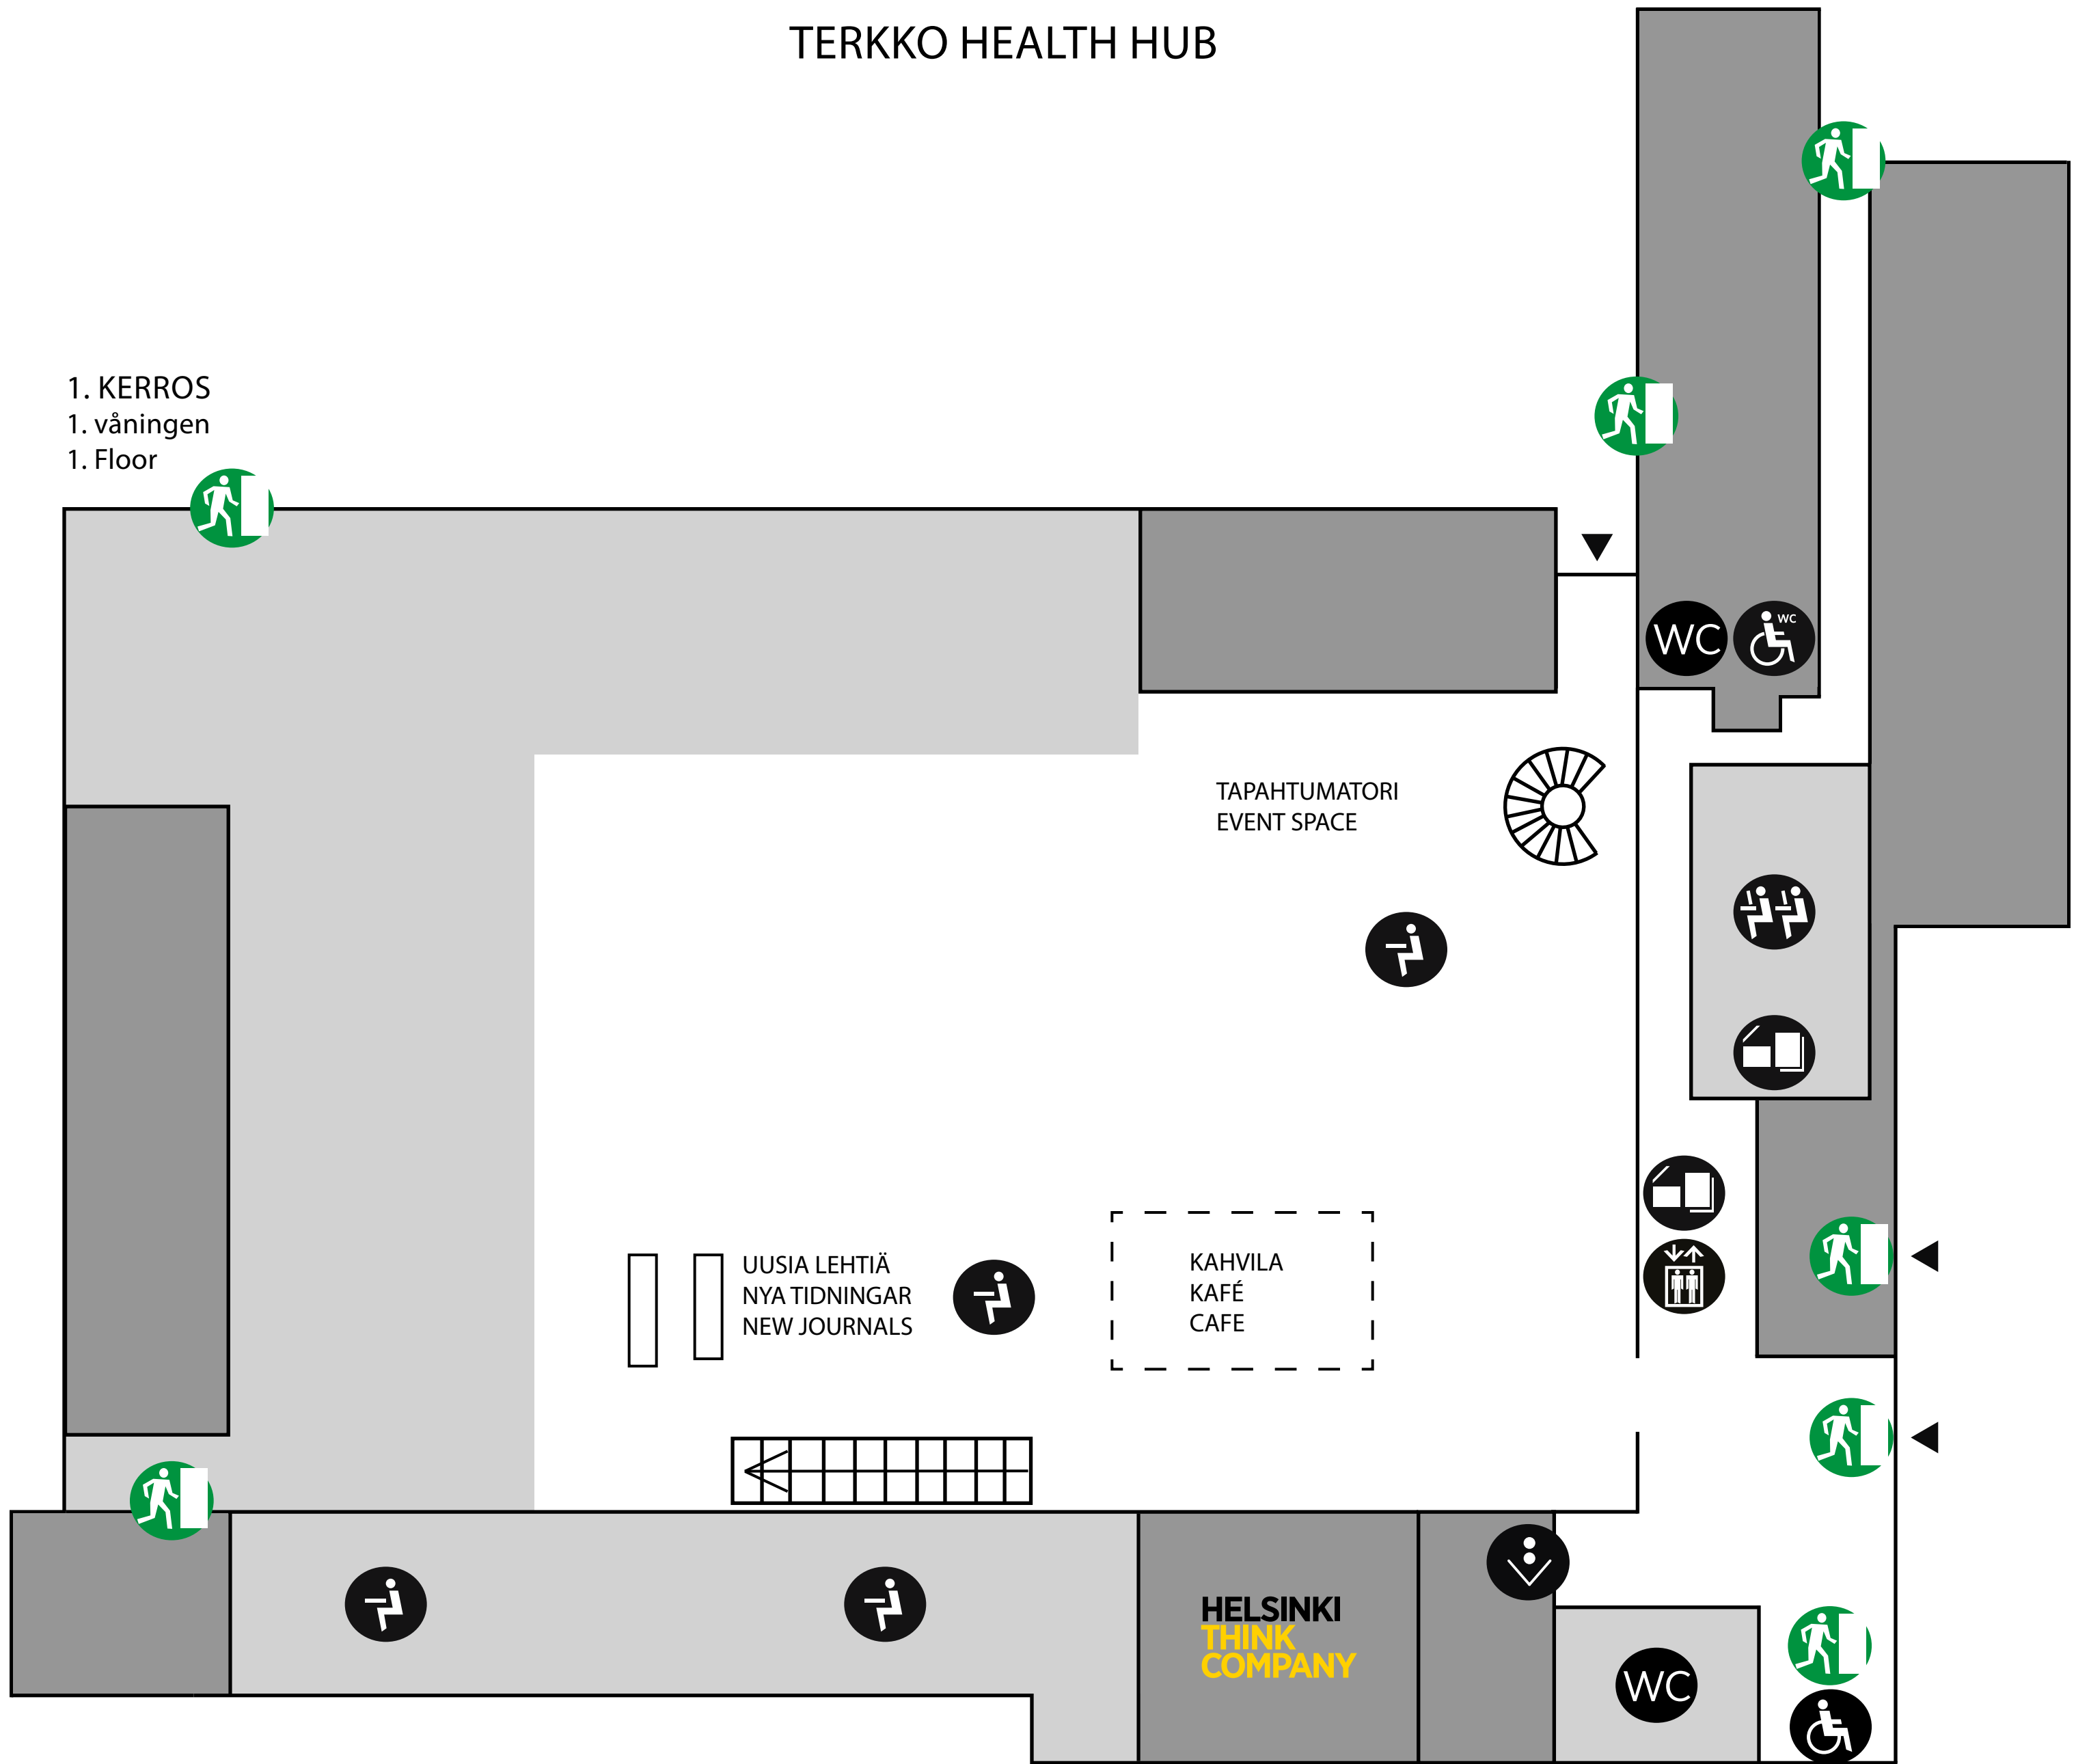 TERKKO HEALTH HUB
1. KERROS
1. våningen
1. Floor
WC
WC
TAPAHTUMATORI
EVENT SPACE
UUSIA LEHTIÄ
NYA TIDNINGAR
NEW JOURNALS
KAHVILA
KAFÉ
CAFE
HELSINKI
THINK
COMPANY
WC